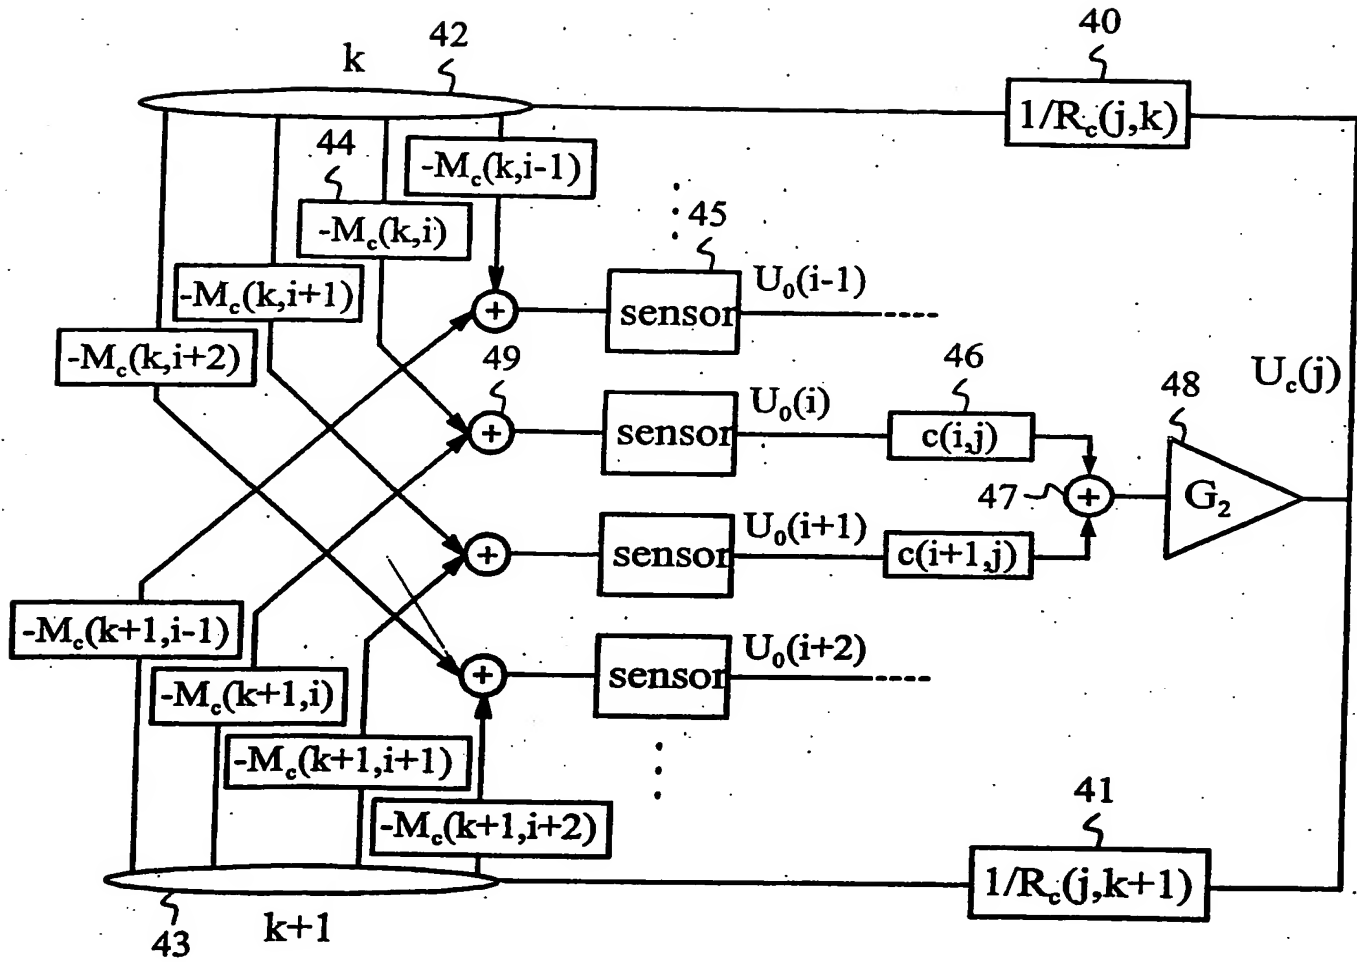 k
42
40
1/R_c(j,k)
44
-M_c(k,i-1)
-M_c(k,i)
-M_c(k,i+1)
-M_c(k,i+2)
45
sensor
U_0(i-1)
+
49
+
sensor
U_0(i)
46
c(i,j)
48
U_c(j)
47
+
G_2
+
sensor
U_0(i+1)
c(i+1,j)
-M_c(k+1,i-1)
-M_c(k+1,i)
-M_c(k+1,i+1)
-M_c(k+1,i+2)
+
sensor
U_0(i+2)
41
1/R_c(j,k+1)
43
k+1